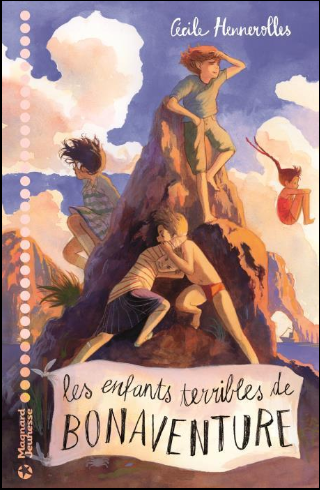 Cécile Hennerolles
les enfants terribles de
BONAVENTURE
Magnard
Jeunesse